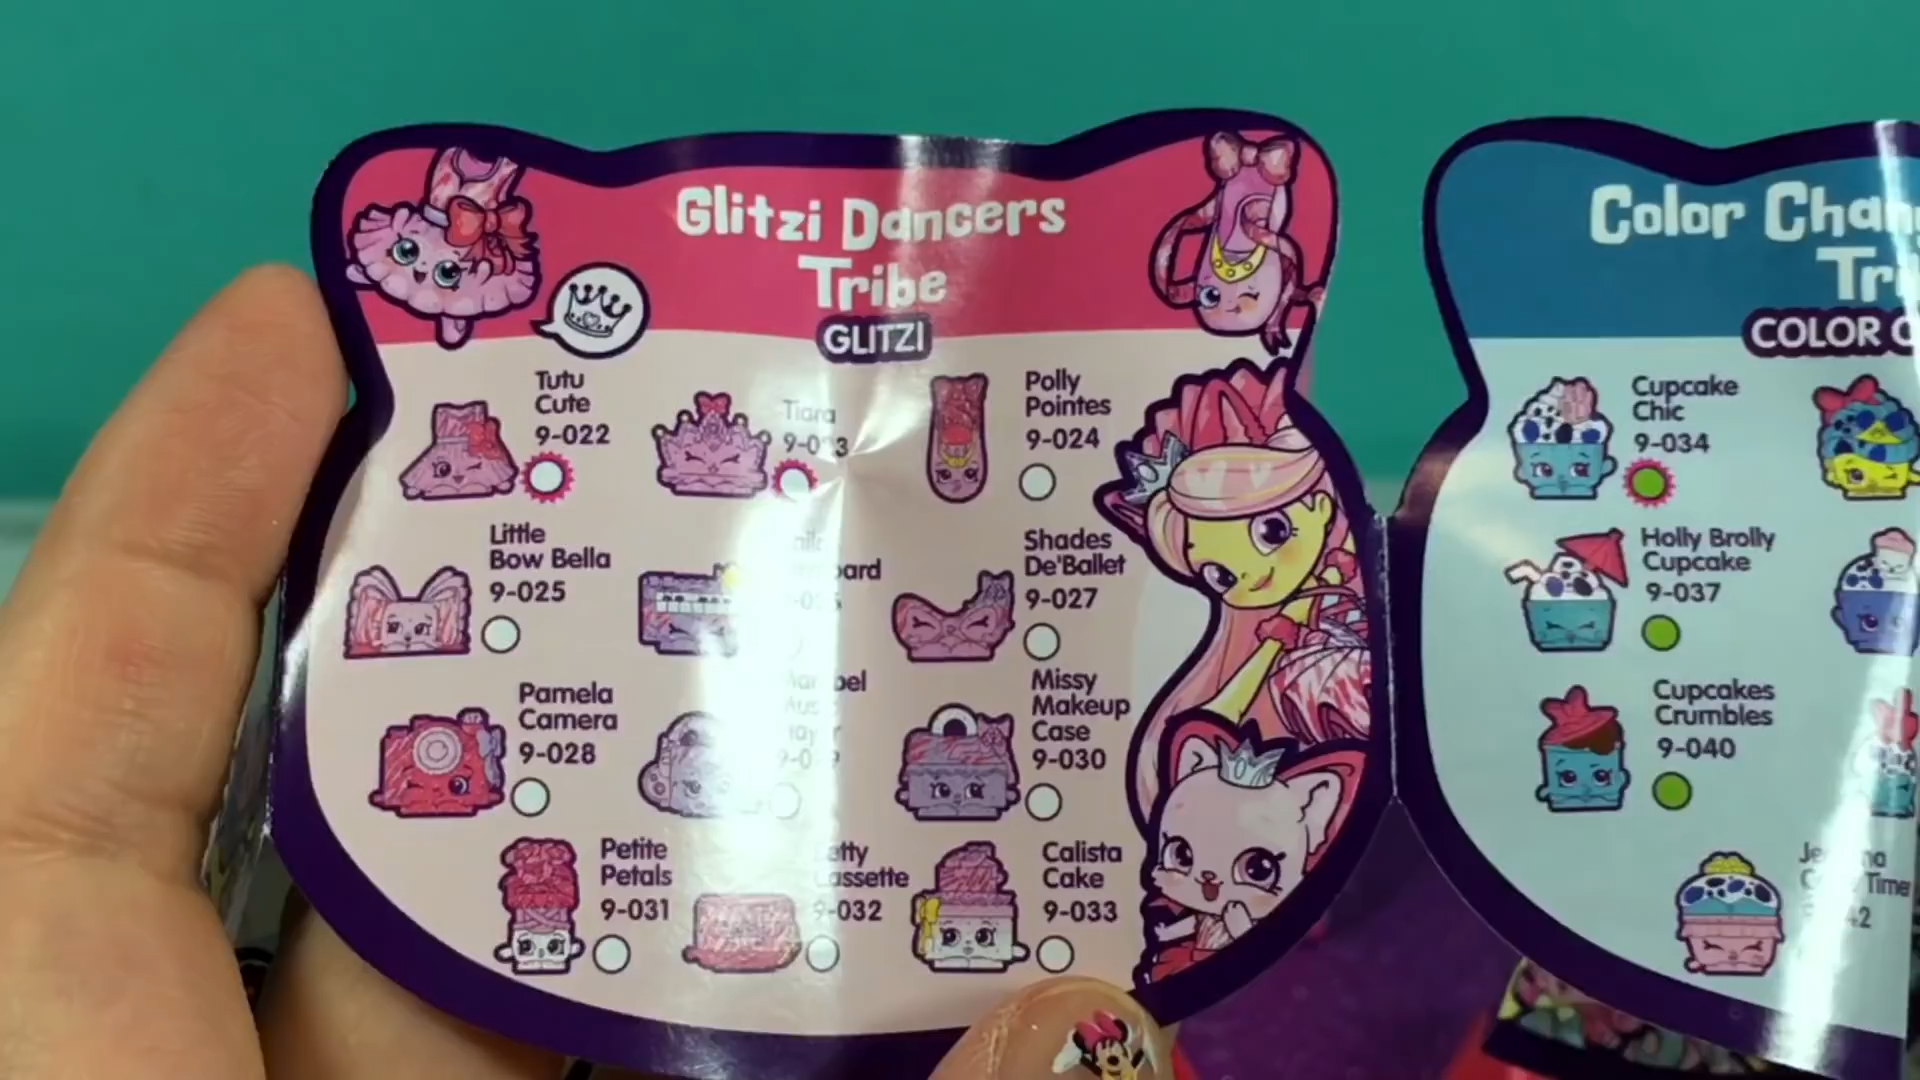 Glitzi Dancers
Tribe
GLITZI
Tutu
Cute
9-022
Tiara
Polly
Pointes
9-024
Little
Bow Bella
9-025
Shades
De'Ballet
9-027
Pamela
Camera
9-028
Missy
Makeup
Case
9-030
Petite
Petals
9-031
9-032
Calista
Cake
9-033
Color
COLOR
Cupcake
Chic
9-034
Holly Brolly
Cupcake
9-037
Cupcakes
Crumbles
9-040
Time